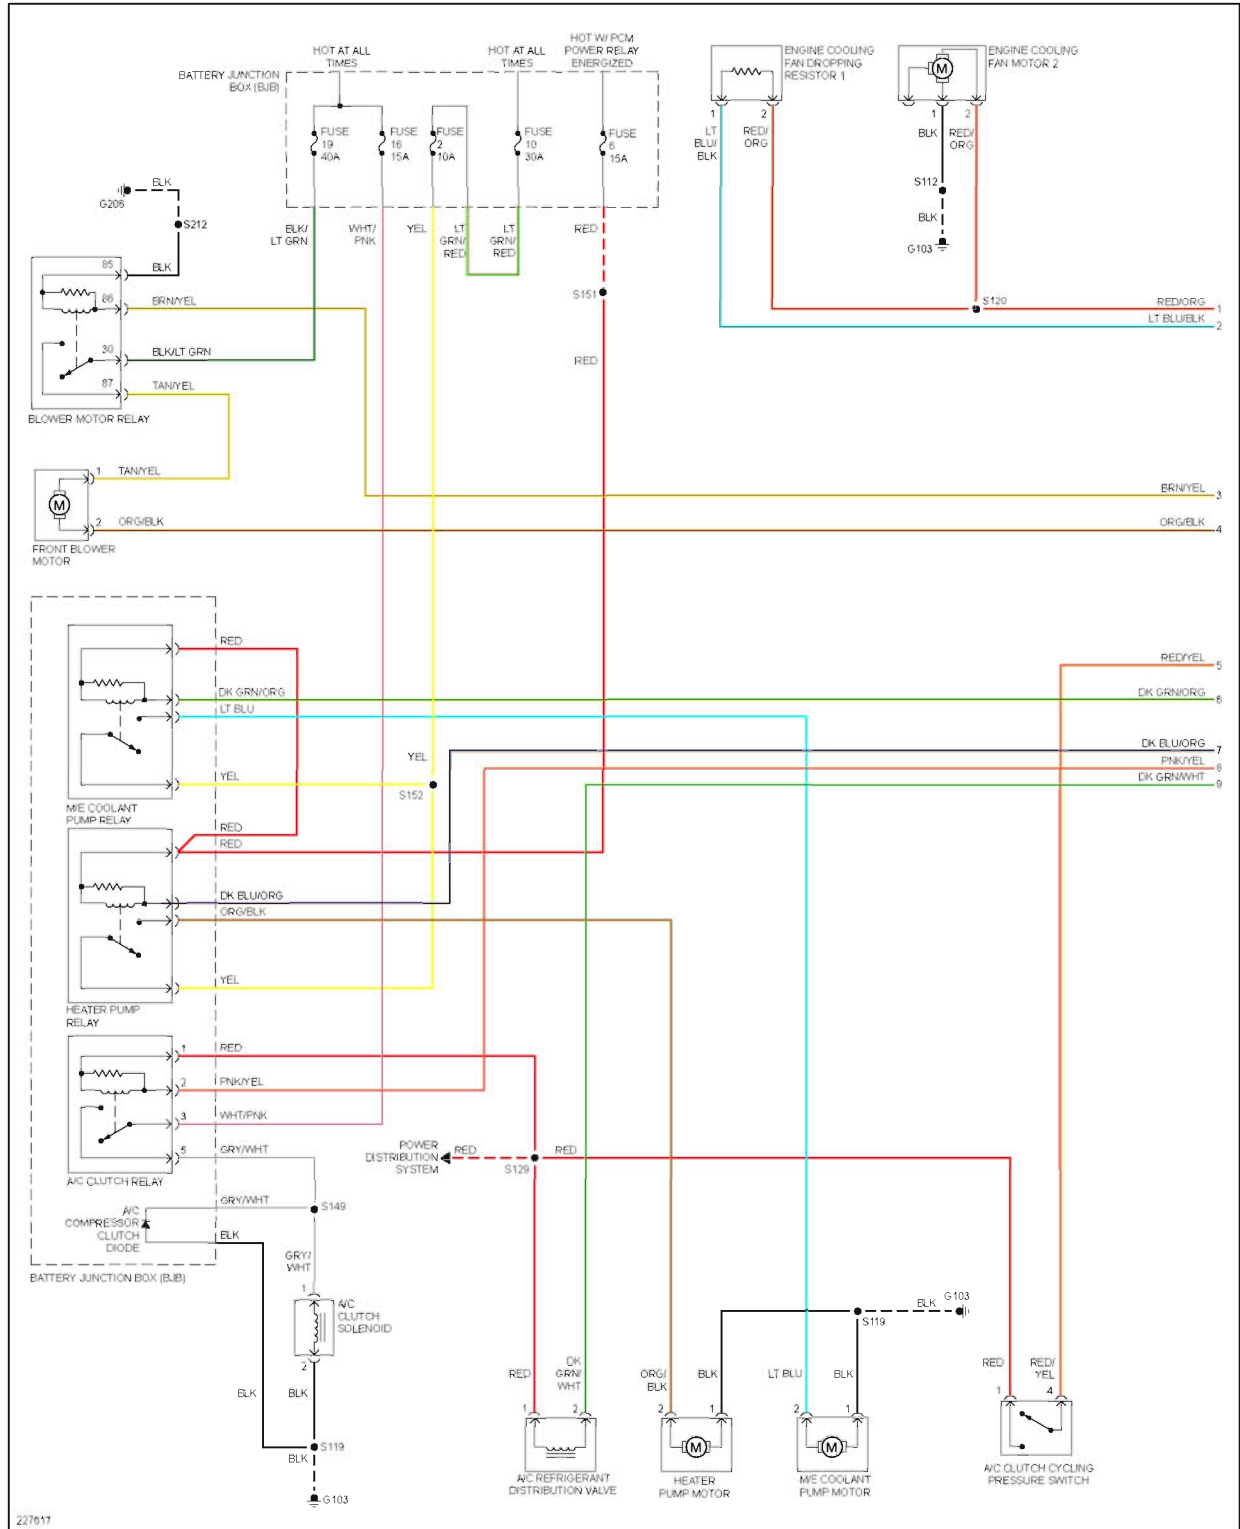 HOT AT ALL
TIMES
HOT AT ALL
TIMES
HOT W/ PCM
POWER RELAY
ENERGIZED
BATTERY JUNCTION
BOX (BJB)
FUSE
19
40A
FUSE
16
15A
FUSE
2
10A
FUSE
10
30A
FUSE
6
15A
ENGINE COOLING
FAN DROPPING
RESISTOR 1
ENGINE COOLING
FAN MOTOR 2
M
1
2
1
2
LT
BLU/
BLK
RED/
ORG
BLK
RED/
ORG
S112
BLK
G103
BLK
G206
S212
BLK/
LT GRN
WHT/
PNK
YEL
LT
GRN/
RED
LT
GRN/
RED
RED
85
BLK
86
BRN/YEL
30
BLK/LT GRN
87
TAN/YEL
BLOWER MOTOR RELAY
S151
RED
S120
RED/ORG
1
LT BLU/BLK
2
1
TAN/YEL
M
2
ORG/BLK
FRONT BLOWER
MOTOR
BRN/YEL
3
ORG/BLK
4
RED
DK GRN/ORG
LT BLU
YEL
M/E COOLANT
PUMP RELAY
YEL
S152
RED/YEL
5
DK GRN/ORG
6
DK BLU/ORG
7
PNK/YEL
8
DK GRN/WHT
9
RED
RED
DK BLU/ORG
ORG/BLK
YEL
HEATER PUMP
RELAY
1
RED
2
PNK/YEL
3
WHT/PNK
5
GRY/WHT
A/C CLUTCH RELAY
POWER
DISTRIBUTION
SYSTEM
RED
S129
RED
A/C
COMPRESSOR
CLUTCH
DIODE
GRY/WHT
S149
BLK
BATTERY JUNCTION BOX (BJB)
GRY/
WHT
1
A/C
CLUTCH
SOLENOID
2
BLK
BLK
S119
BLK
G103
RED
DK
GRN/
WHT
1
2
A/C REFRIGERANT
DISTRIBUTION VALVE
ORG/
BLK
BLK
2
1
M
HEATER
PUMP MOTOR
LT BLU
BLK
2
1
M
M/E COOLANT
PUMP MOTOR
S119
BLK
G103
RED
RED/
YEL
1
4
A/C CLUTCH CYCLING
PRESSURE SWITCH
227617